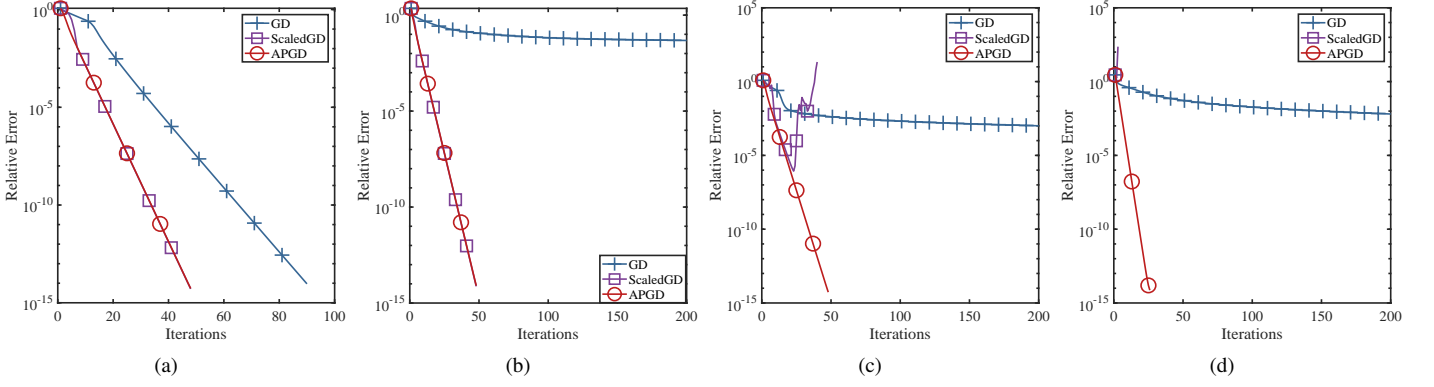 10^0
10^-5
10^-10
10^-15
Relative Error
0 20 40 60 80 100
Iterations
GD
ScaledGD
APGD
(a)
10^0
10^-5
10^-10
10^-15
Relative Error
0 50 100 150 200
Iterations
GD
ScaledGD
APGD
(b)
10^5
10^0
10^-5
10^-10
10^-15
Relative Error
0 50 100 150 200
Iterations
GD
ScaledGD
APGD
(c)
10^5
10^0
10^-5
10^-10
10^-15
Relative Error
0 50 100 150 200
Iterations
GD
ScaledGD
APGD
(d)